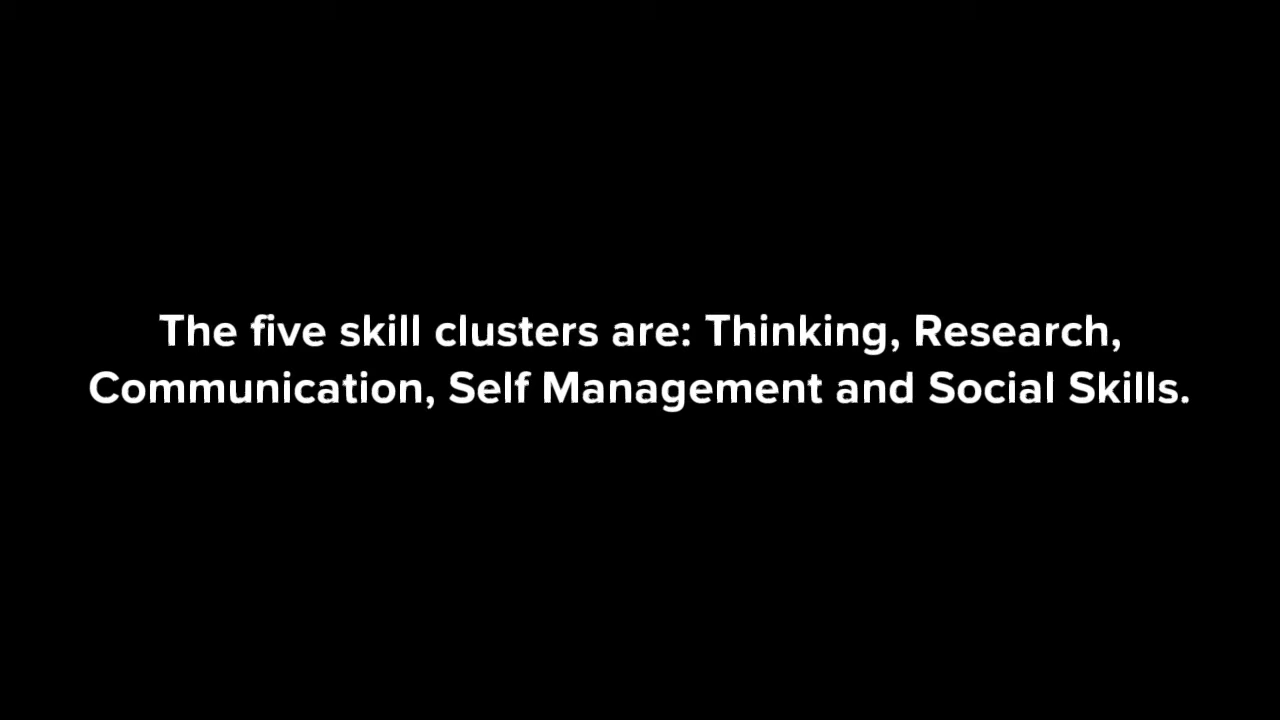 The five skill clusters are: Thinking, Research,
Communication, Self Management and Social Skills.